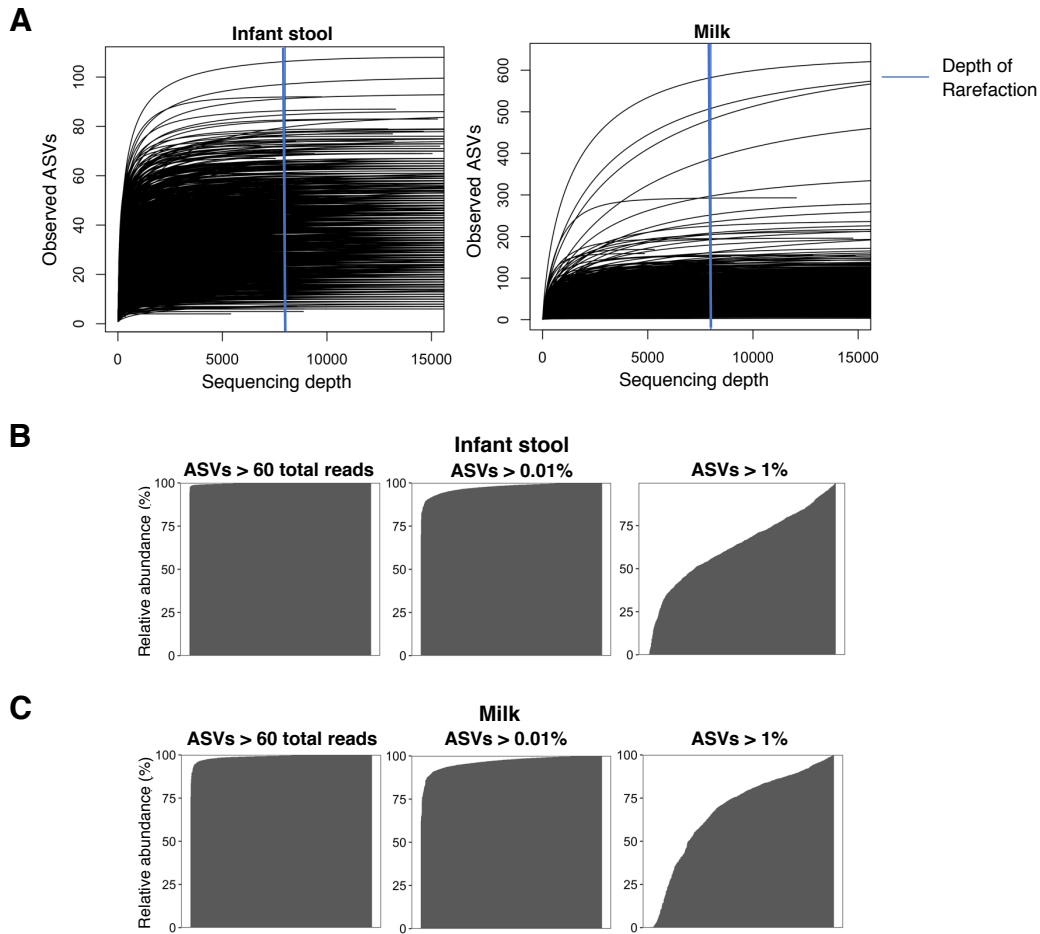 A
Infant stool
Observed ASVs
0
20
40
60
80
100
0
5000
10000
15000
Sequencing depth
Milk
Observed ASVs
0
100
200
300
400
500
600
0
5000
10000
15000
Sequencing depth
Depth of
Rarefaction
B
Infant stool
ASVs > 60 total reads
ASVs > 0.01%
ASVs > 1%
Relative abundance (%)
100
75
50
25
0
100
75
50
25
0
75
50
25
0
C
Milk
ASVs > 60 total reads
ASVs > 0.01%
ASVs > 1%
Relative abundance (%)
100
75
50
25
0
100
75
50
25
0
100
75
50
25
0